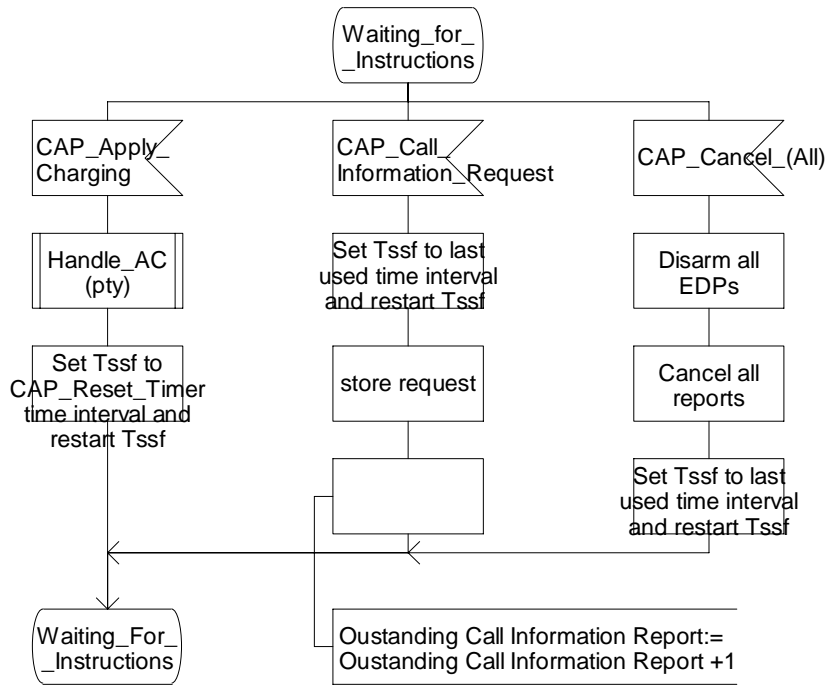 Waiting_for_
_Instructions
CAP_Apply_
Charging
CAP_Call_
Information_Request
CAP_Cancel_(All)
Handle_AC
(pty)
Set Tssf to last
used time interval
and restart Tssf
Disarm all
EDPs
Set Tssf to
CAP_Reset_Timer
time interval and
restart Tssf
store request
Cancel all
reports
Set Tssf to last
used time interval
and restart Tssf
Waiting_For_
_Instructions
Oustanding Call Information Report:=
Oustanding Call Information Report +1